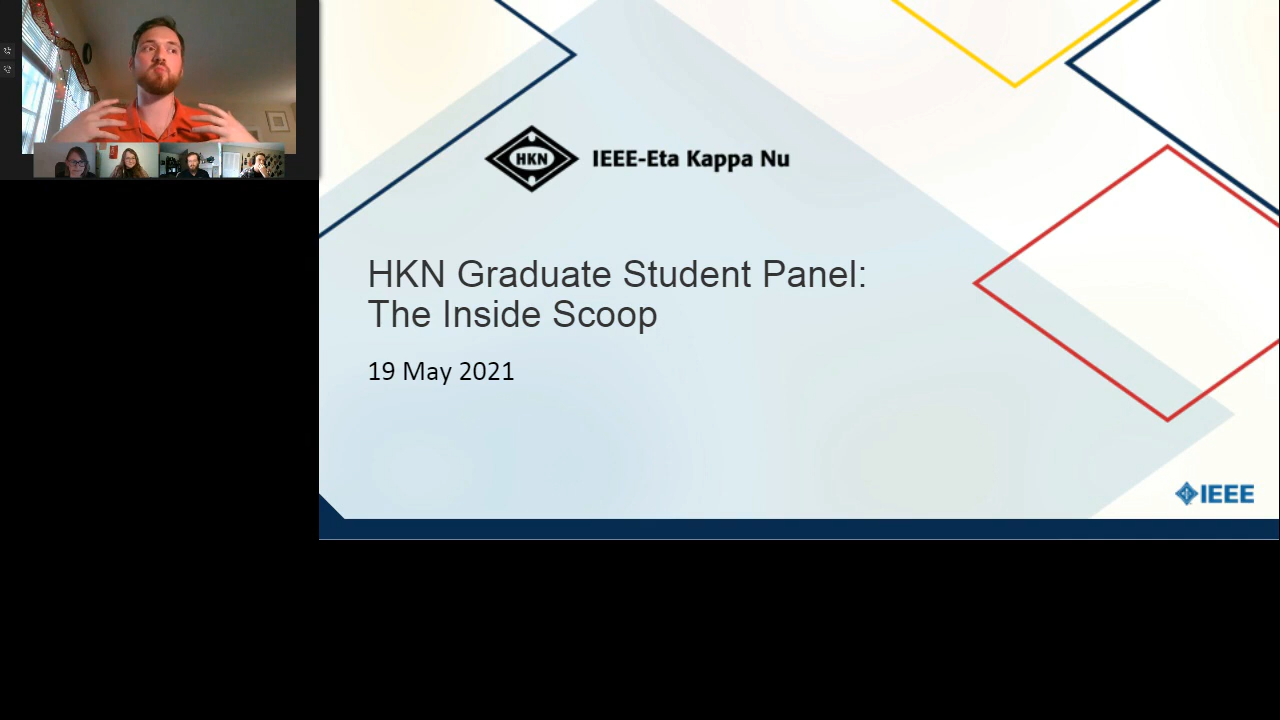 HKN
IEEE-Eta Kappa Nu
HKN Graduate Student Panel:
The Inside Scoop
19 May 2021
IEEE